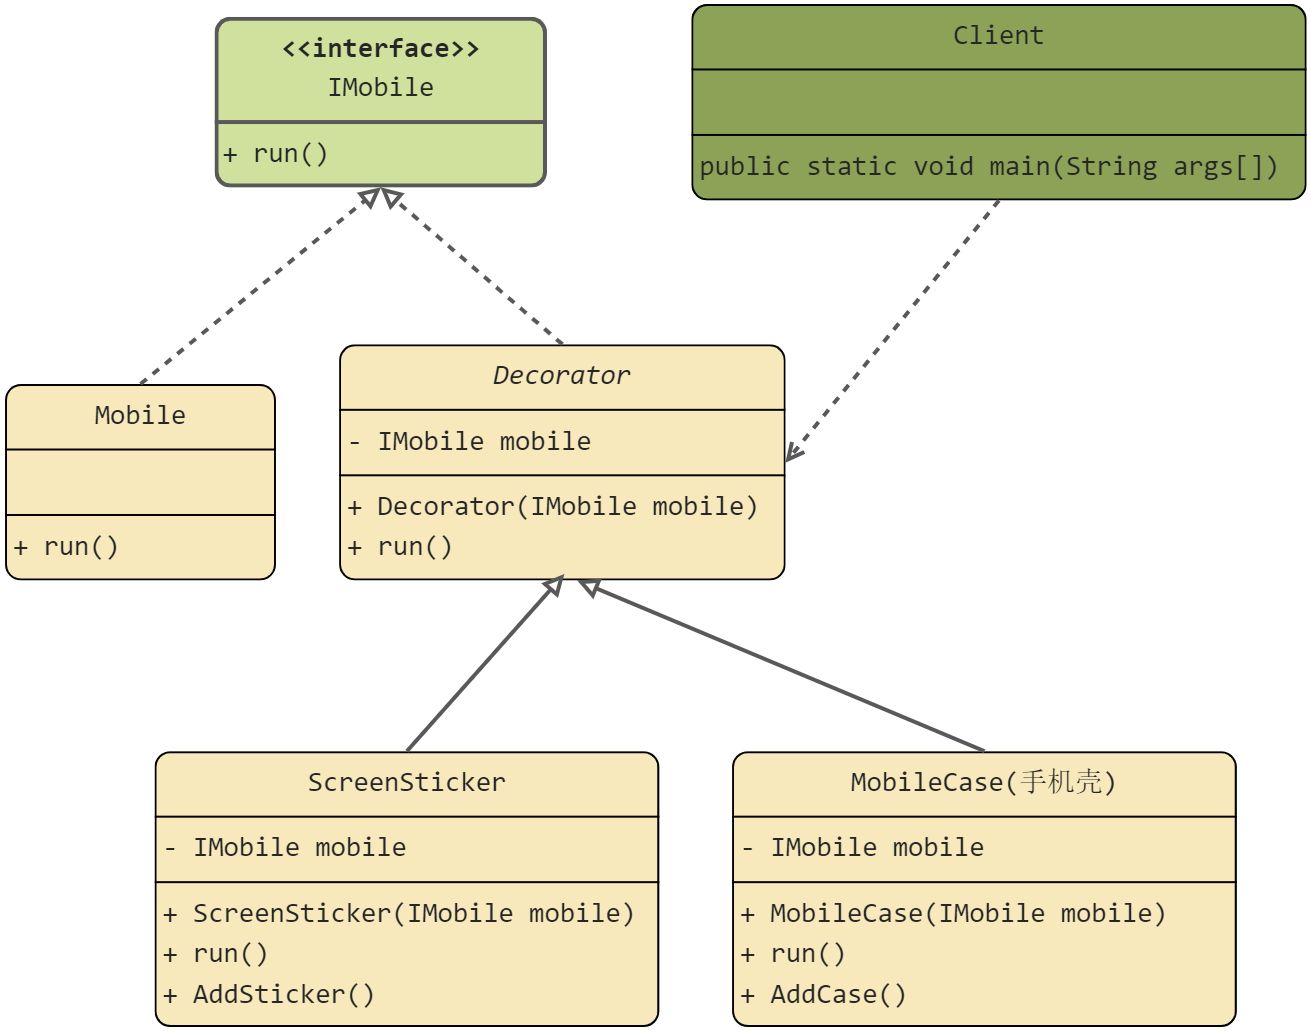 <<interface>>
IMobile
+ run()
Client
public static void main(String args[])
Mobile
+ run()
Decorator
- IMobile mobile
+ Decorator(IMobile mobile)
+ run()
ScreenSticker
- IMobile mobile
+ ScreenSticker(IMobile mobile)
+ run()
+ AddSticker()
MobileCase(手机壳)
- IMobile mobile
+ MobileCase(IMobile mobile)
+ run()
+ AddCase()